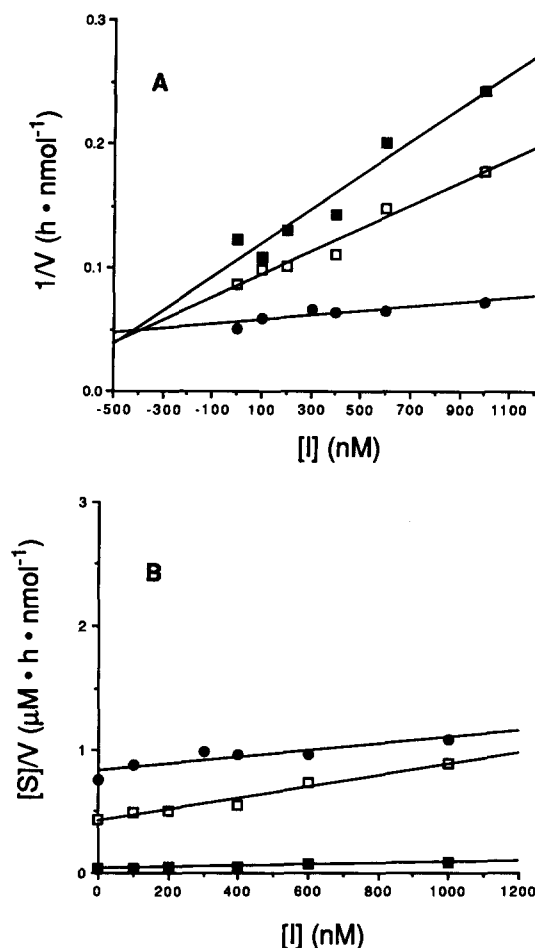 A
1/V (h • nmol⁻¹)
0.3
0.2
0.1
0.0
-500 -300 -100 100 300 500 700 900 1100
[I] (nM)
B
[S]/V (µM • h • nmol⁻¹)
3
2
1
0
0 200 400 600 800 1000 1200
[I] (nM)